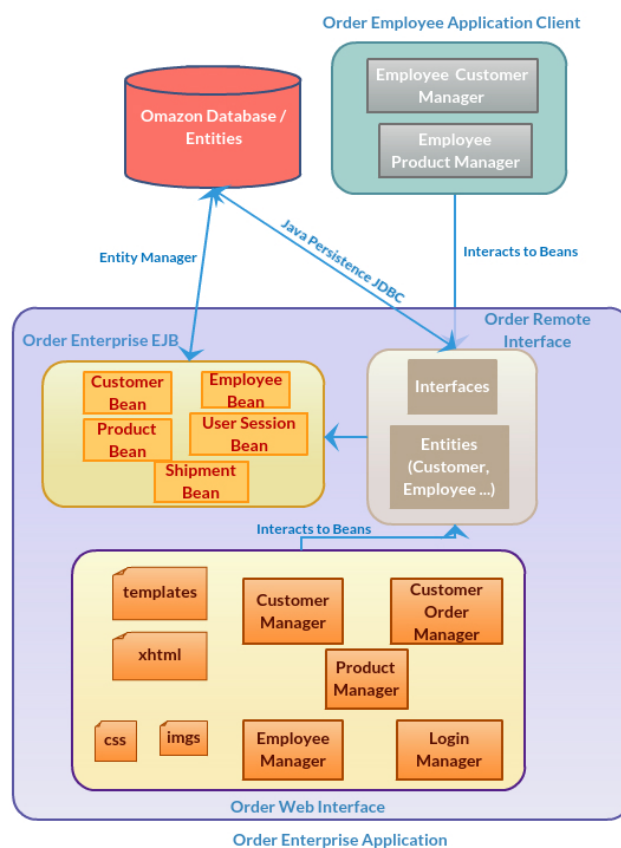 Order Employee Application Client
Employee Customer
Manager
Employee
Product Manager
Omazon Database /
Entities
Entity Manager
Java Persistence JDBC
Interacts to Beans
Order Enterprise EJB
Order Remote
Interface
Customer
Bean
Employee
Bean
Product
Bean
User Session
Bean
Shipment
Bean
Interfaces
Entities
(Customer,
Employee ...)
Interacts to Beans
templates
xhtml
css
imgs
Customer
Manager
Customer
Order
Manager
Product
Manager
Employee
Manager
Login
Manager
Order Web Interface
Order Enterprise Application